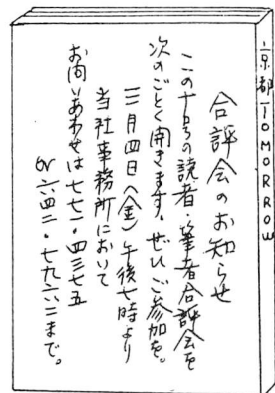 京都TOMORROW
合評会のお知らせ
この十号の読者・筆者合評会を
次のごとく開きます。ぜひご参加を。
三月四日(金)午後七時より
当社事務所において
お問いあわせは七七一・四三七五
or 六四二・七九六二まで。